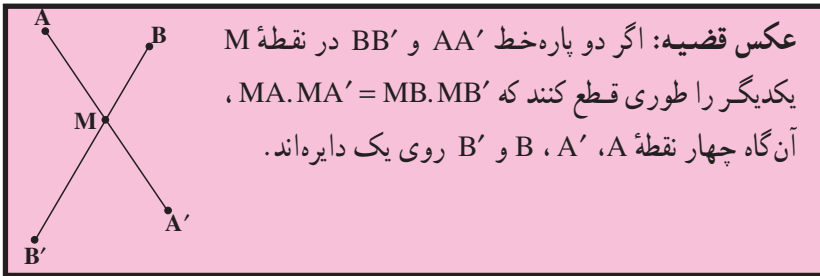 عکس قضیه: اگر دو پاره‌خط AA′ و BB′ در نقطهٔ M
یکدیگر را طوری قطع کنند که MA.MA′ = MB.MB′ ،
آن‌گاه چهار نقطهٔ A، A′ ، B و B′ روی یک دایره‌اند.
A
B
M
A′
B′